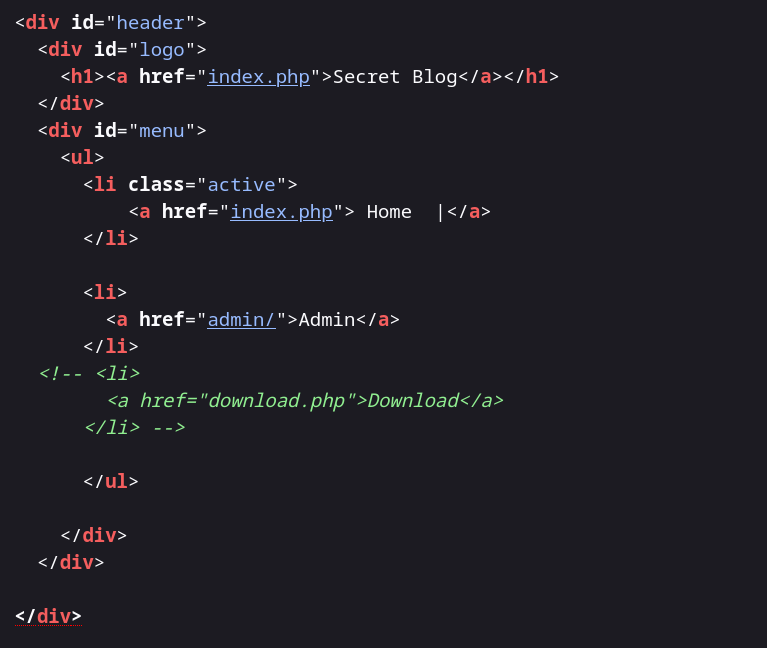 <div id="header">
<div id="logo">
<h1><a href="index.php">Secret Blog</a></h1>
</div>
<div id="menu">
<ul>
<li class="active">
<a href="index.php"> Home  |</a>
</li>
<li>
<a href="admin/">Admin</a>
</li>
<!-- <li>
<a href="download.php">Download</a>
</li> -->
</ul>
</div>
</div>
</div>